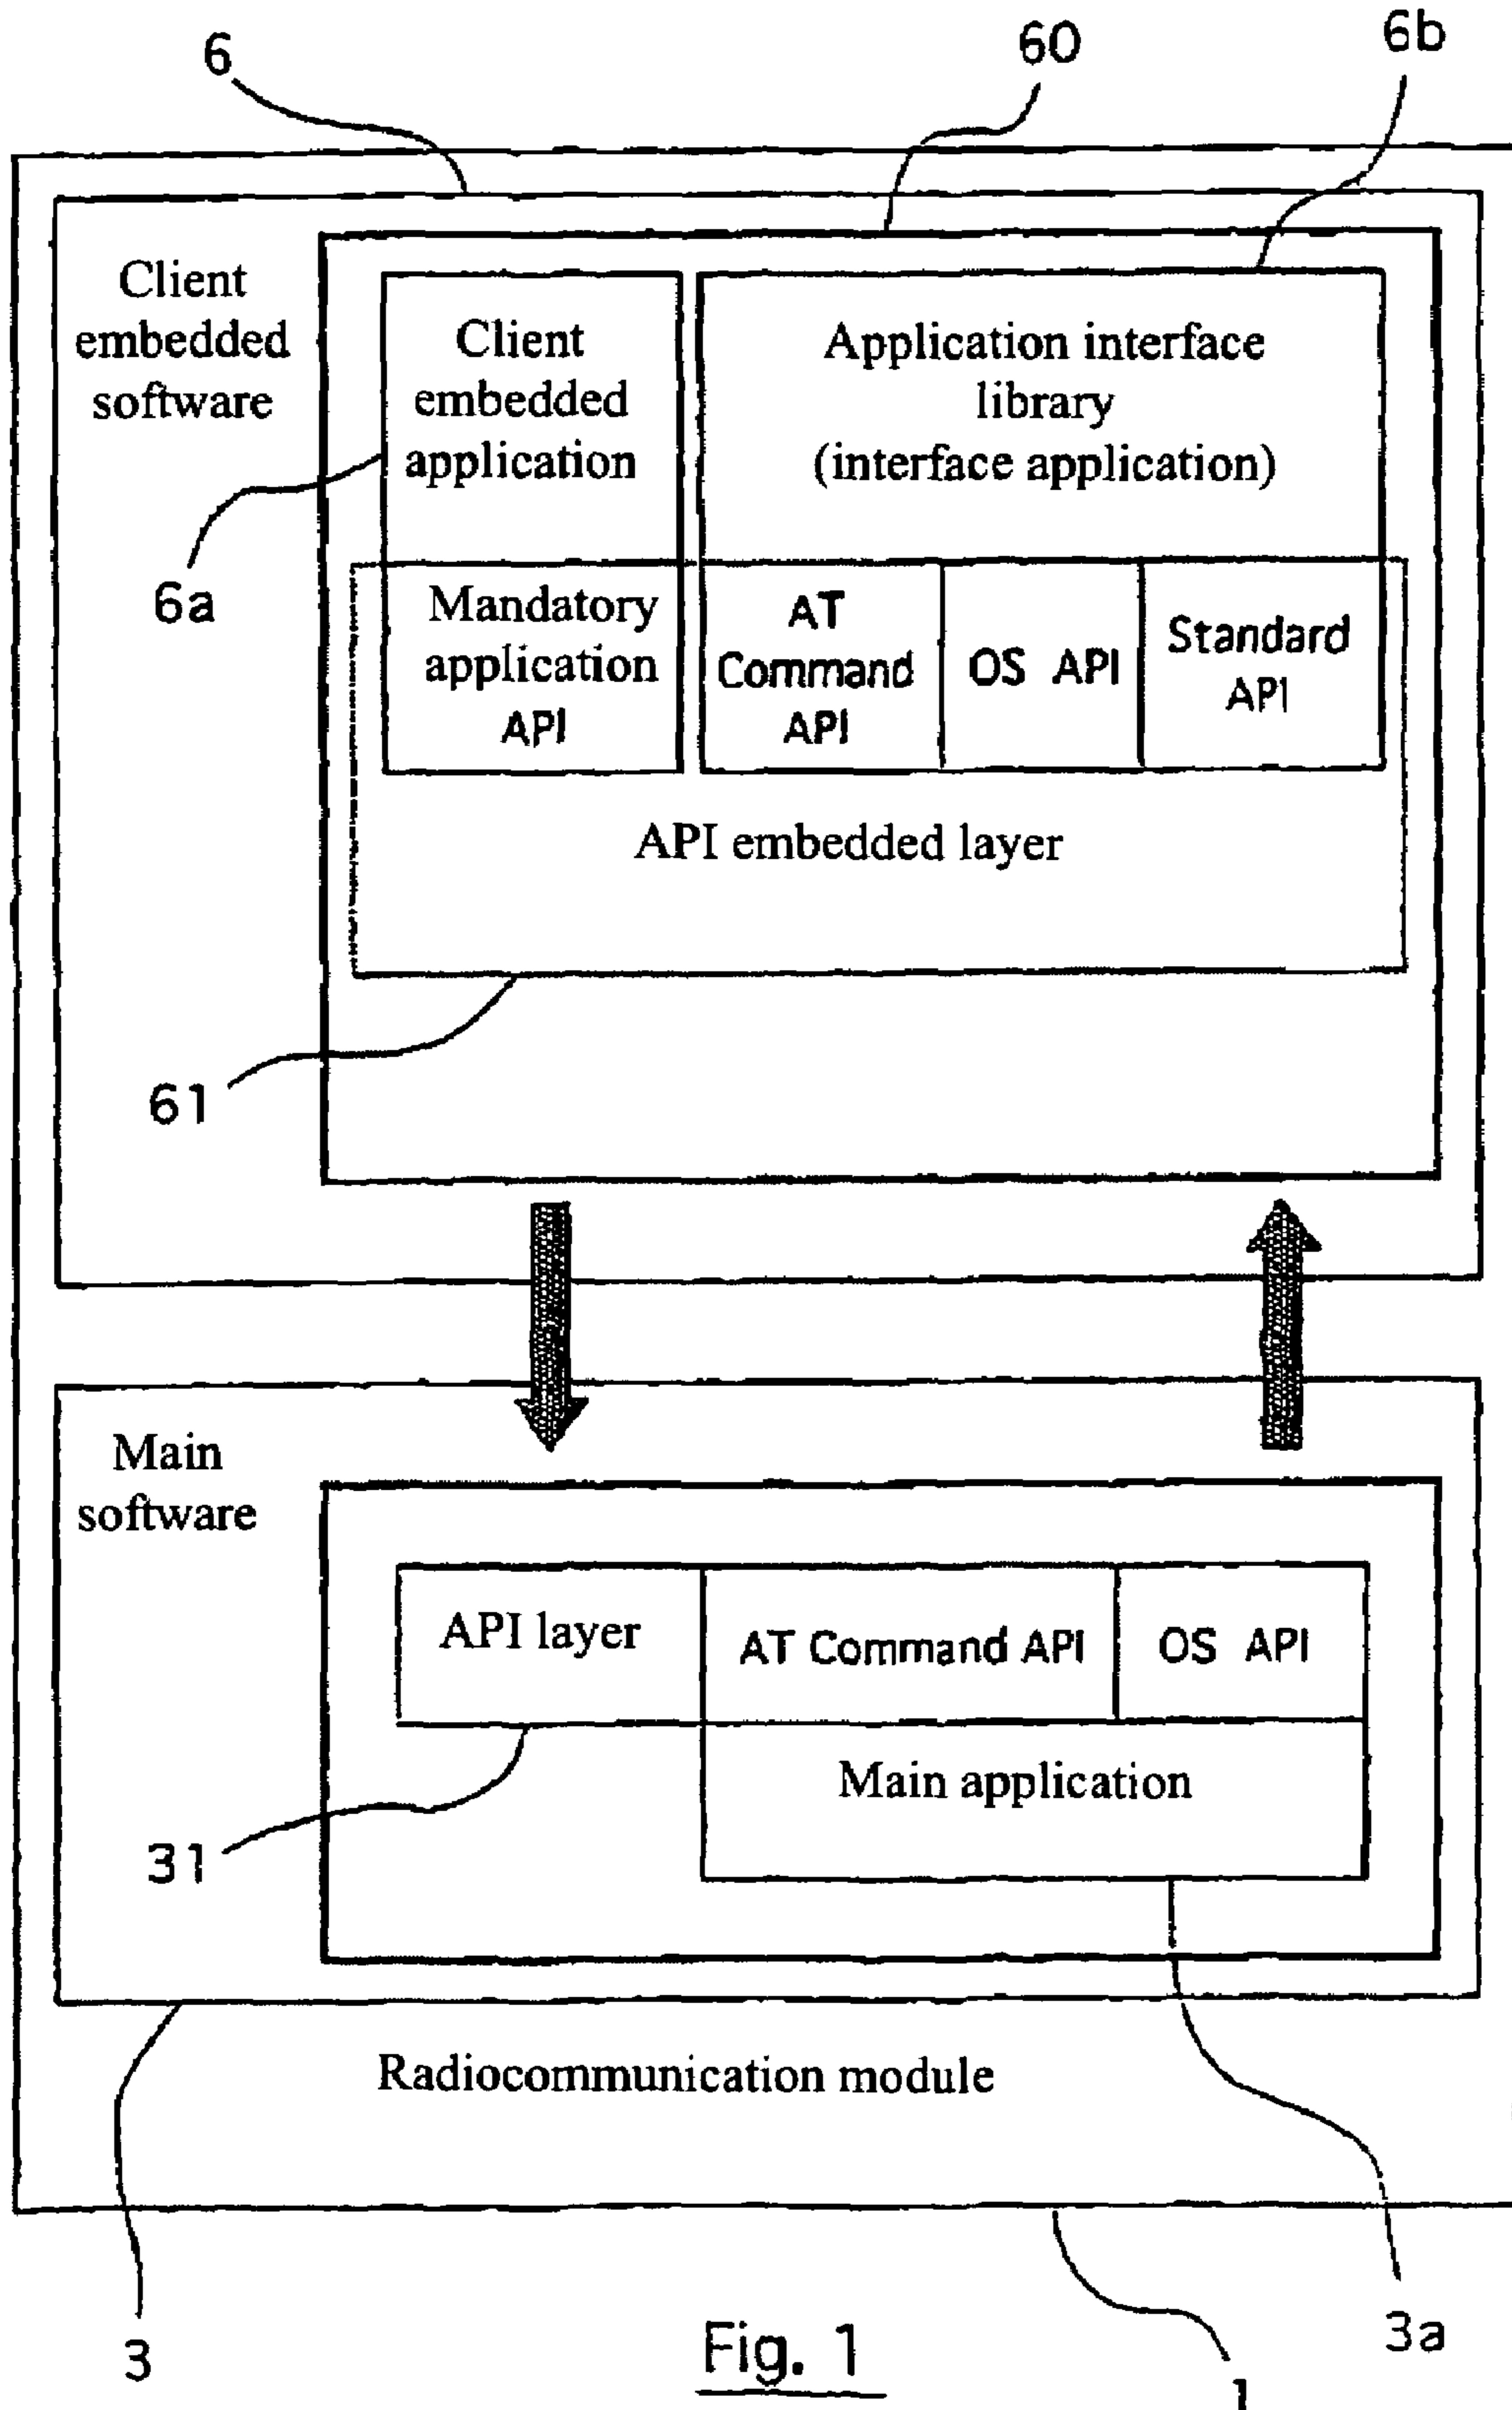 6
60
6b
Client
embedded
software
Client
embedded
application
Application interface
library
(interface application)
6a
Mandatory
application
API
AT
Command
API
OS API
Standard
API
API embedded layer
61
Main
software
API layer
AT Command API
OS API
Main application
31
Radiocommunication module
3
Fig. 1
1
3a